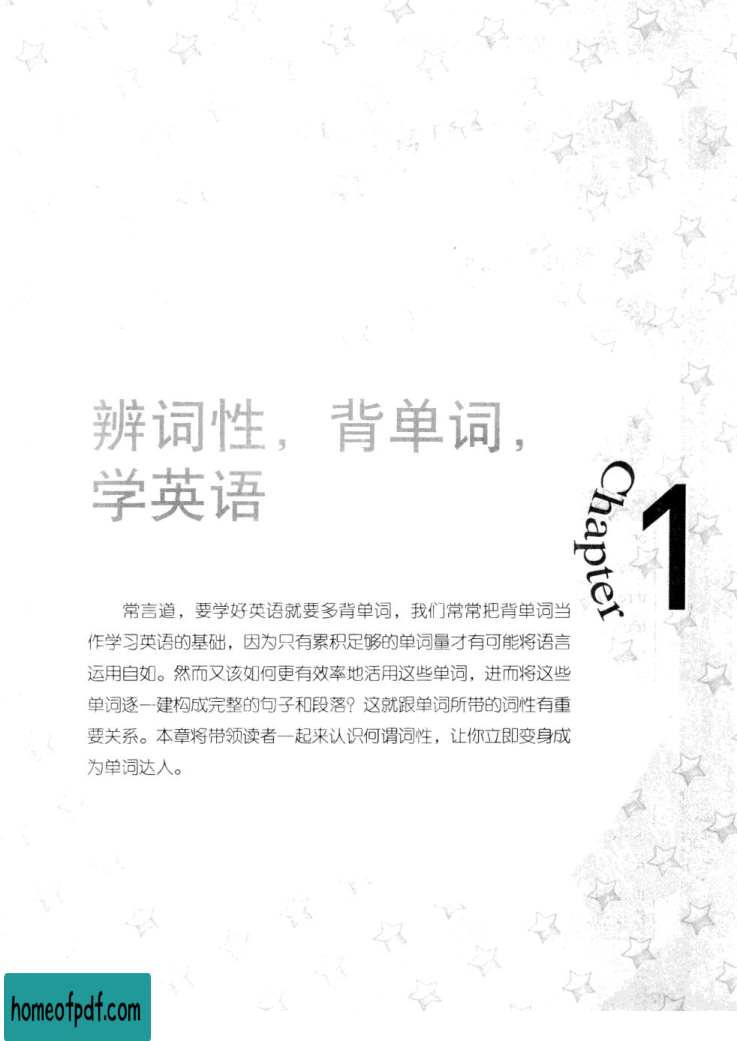 辨词性，背单词，
学英语
Chapter 1
常言道，要学好英语就要多背单词，我们常常把背单词当
作学习英语的基础，因为只有累积足够的单词量才有可能将语言
运用自如。然而又该如何更有效率地活用这些单词，进而将这些
单词逐一建构成完整的句子和段落？这就跟单词所带的词性有重
要关系。本章将带领读者一起来认识何谓词性，让你立即变身成
为单词达人。
homeofpdf.com